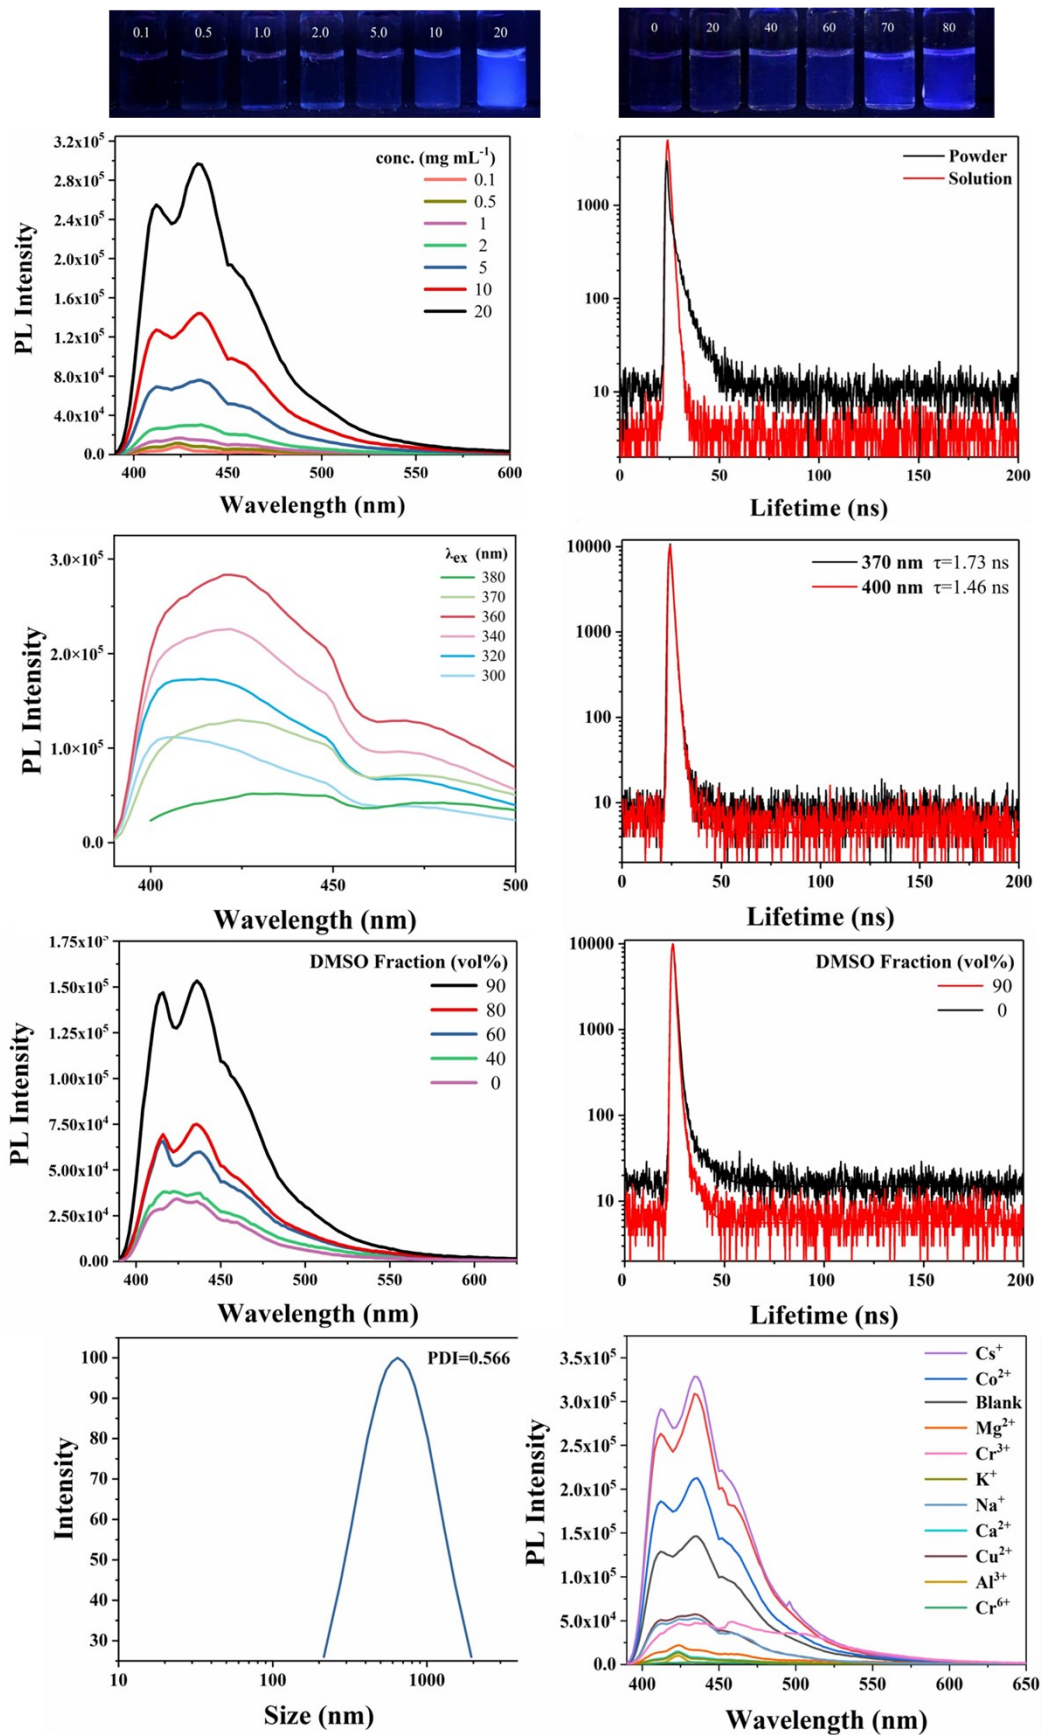 0.1 0.5 1.0 2.0 5.0 10 20
0 20 40 60 70 80
PL Intensity
3.2x10⁵
2.8x10⁵
2.4x10⁵
2.0x10⁵
1.6x10⁵
1.2x10⁵
8.0x10⁴
4.0x10⁴
0.0
conc. (mg mL⁻¹)
0.1
0.5
1
2
5
10
20
400 450 500 550 600
Wavelength (nm)
Powder
Solution
1000
100
10
0 50 100 150 200
Lifetime (ns)
PL Intensity
3.0×10⁵
2.0×10⁵
1.0×10⁵
0.0
λex (nm)
380
370
360
340
320
300
400 450 500
Wavelength (nm)
10000
1000
100
10
370 nm τ=1.73 ns
400 nm τ=1.46 ns
0 50 100 150 200
Lifetime (ns)
PL Intensity
1.75x10⁵
1.50x10⁵
1.25x10⁵
1.00x10⁵
7.50x10⁴
5.00x10⁴
2.50x10⁴
0.00
DMSO Fraction (vol%)
90
80
60
40
0
400 450 500 550 600
Wavelength (nm)
10000
1000
100
10
DMSO Fraction (vol%)
90
0
0 50 100 150 200
Lifetime (ns)
Intensity
100
90
80
70
60
50
40
30
PDI=0.566
10 100 1000
Size (nm)
PL Intensity
3.5x10⁵
3.0x10⁵
2.5x10⁵
2.0x10⁵
1.5x10⁵
1.0x10⁵
5.0x10⁴
0.0
Cs⁺
Co²⁺
Blank
Mg²⁺
Cr³⁺
K⁺
Na⁺
Ca²⁺
Cu²⁺
Al³⁺
Cr⁶⁺
400 450 500 550 600 650
Wavelength (nm)